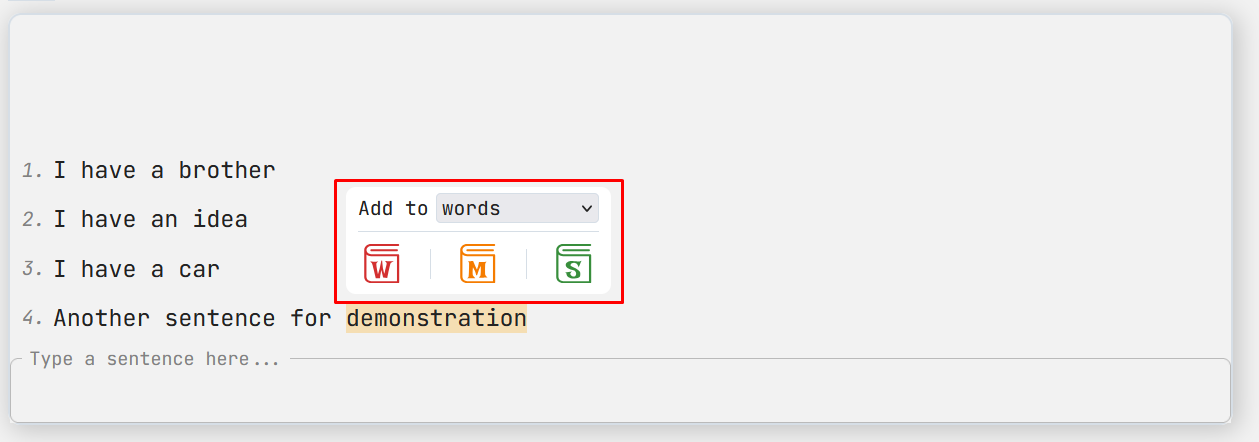 1. I have a brother
Add to words
2. I have an idea
W M S
3. I have a car
4. Another sentence for demonstration
Type a sentence here...